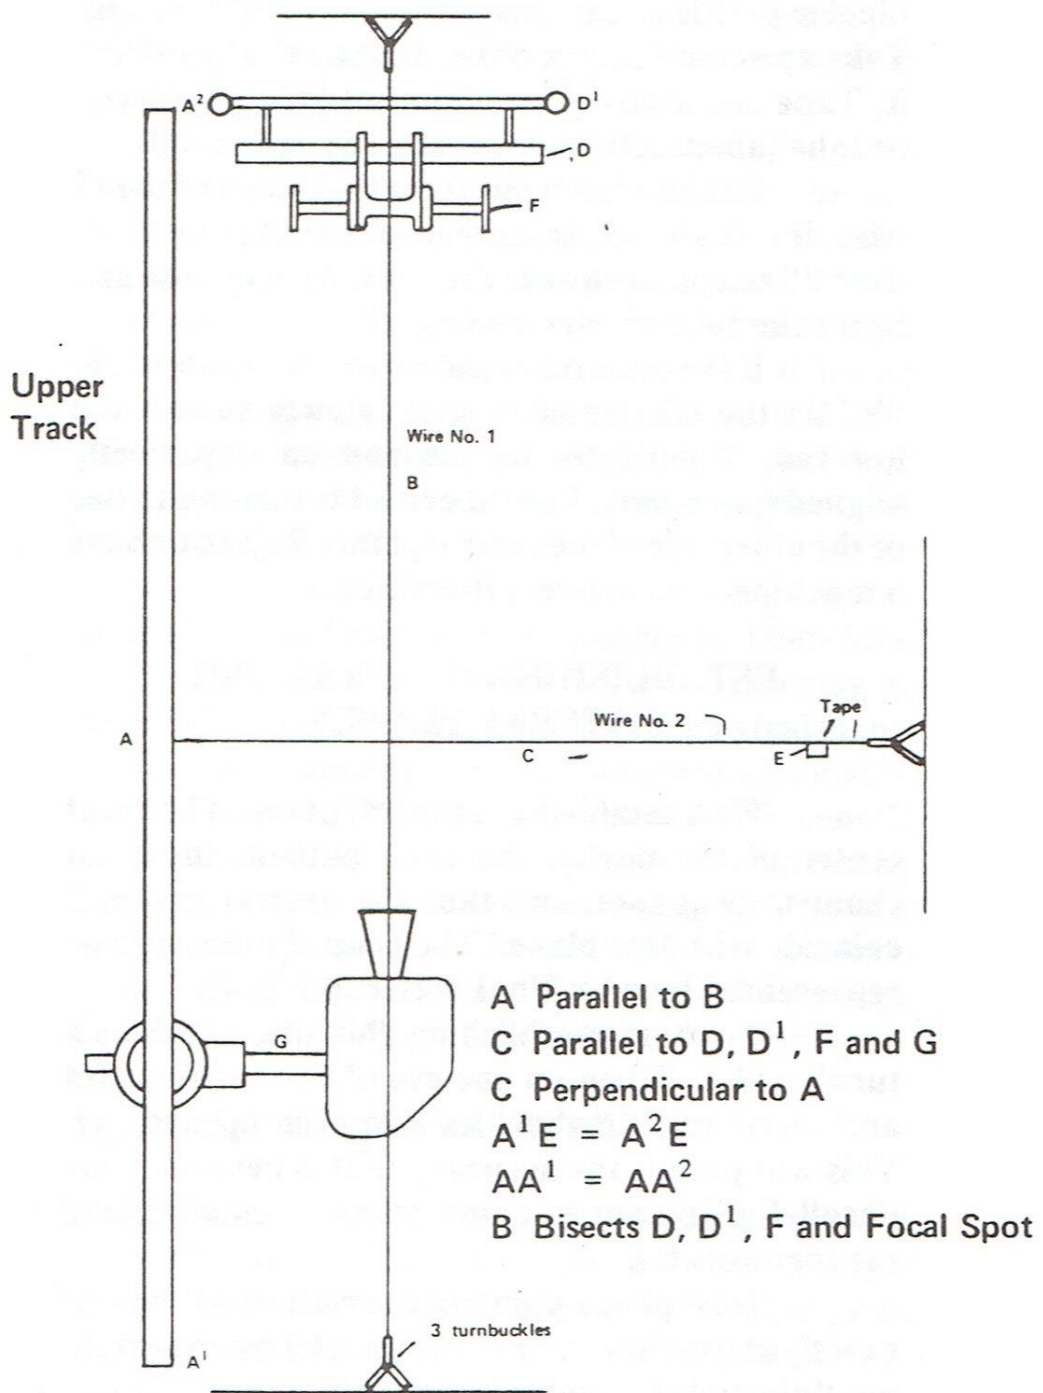 A² D¹
D
F
Upper
Track
Wire No. 1
B
Tape
Wire No. 2
A
C
E
G
A Parallel to B
C Parallel to D, D¹, F and G
C Perpendicular to A
A¹E = A²E
AA¹ = AA²
B Bisects D, D¹, F and Focal Spot
3 turnbuckles
A¹